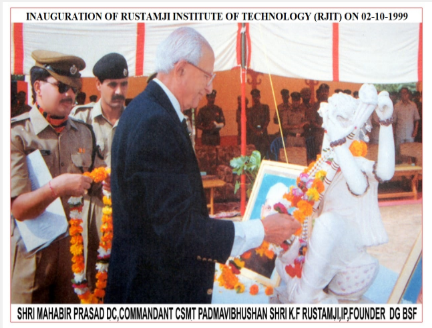 INAUGURATION OF RUSTAMJI INSTITUTE OF TECHNOLOGY (RJIT) ON 02-10-1999
SHRI MAHABIR PRASAD DC,COMMANDANT CSMT PADMAVIBHUSHAN SHRI K.F RUSTAMJI,IP,FOUNDER DG BSF